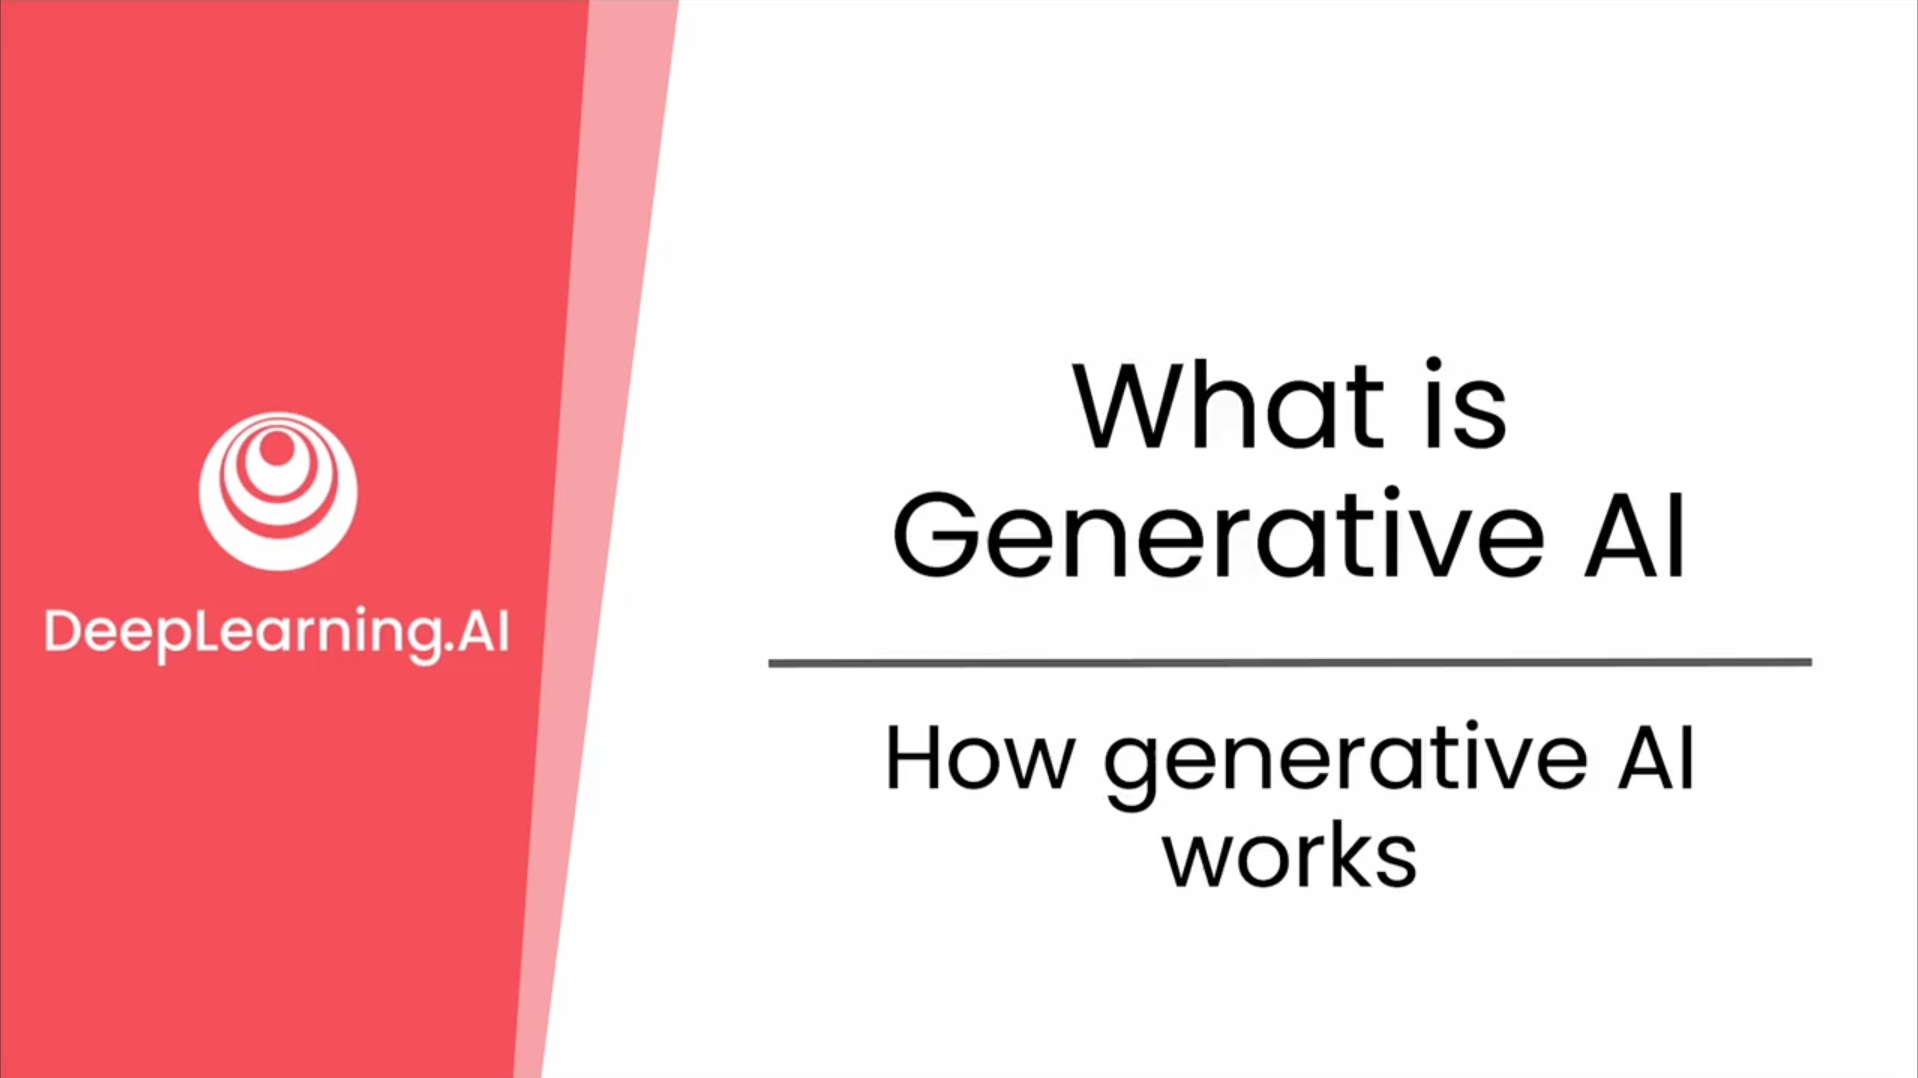 DeepLearning.AI
What is
Generative AI
How generative AI
works